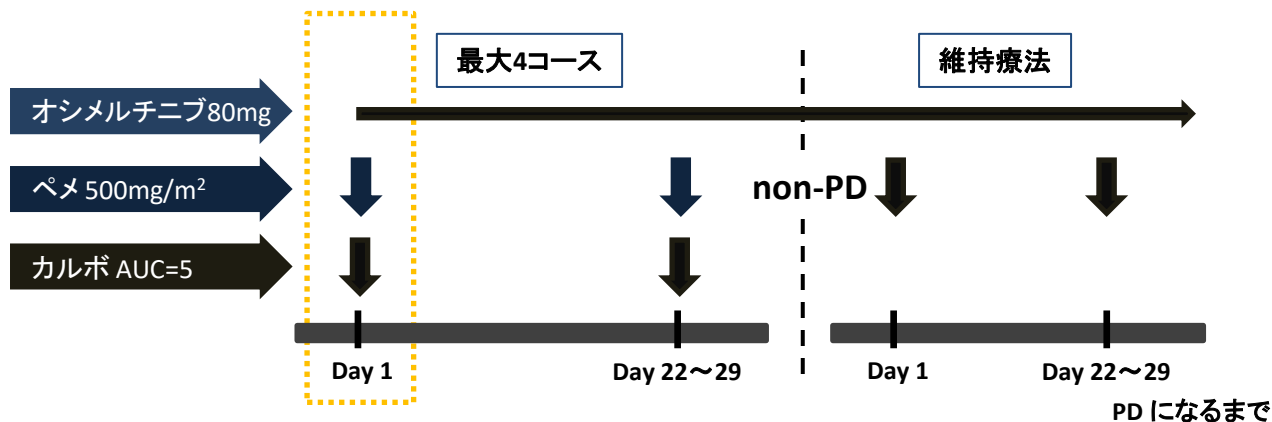 最大4コース
維持療法
オシメルチニブ80mg
ペメ 500mg/m²
non-PD
カルボ AUC=5
Day 1
Day 22～29
Day 1
Day 22～29
PD になるまで